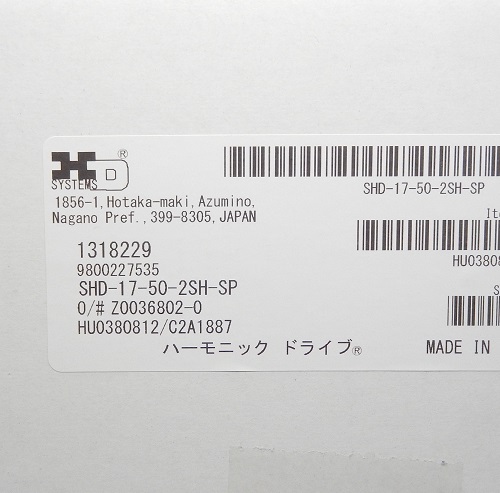 HD®
SYSTEMS
1856-1,Hotaka-maki,Azumino,
Nagano Pref.,399-8305,JAPAN
SHD-17-50-2SH-SP
1318229
9800227535
SHD-17-50-2SH-SP
O/# Z0036802-0
HU0380812/C2A1887
ハーモニック ドライブ®
MADE IN